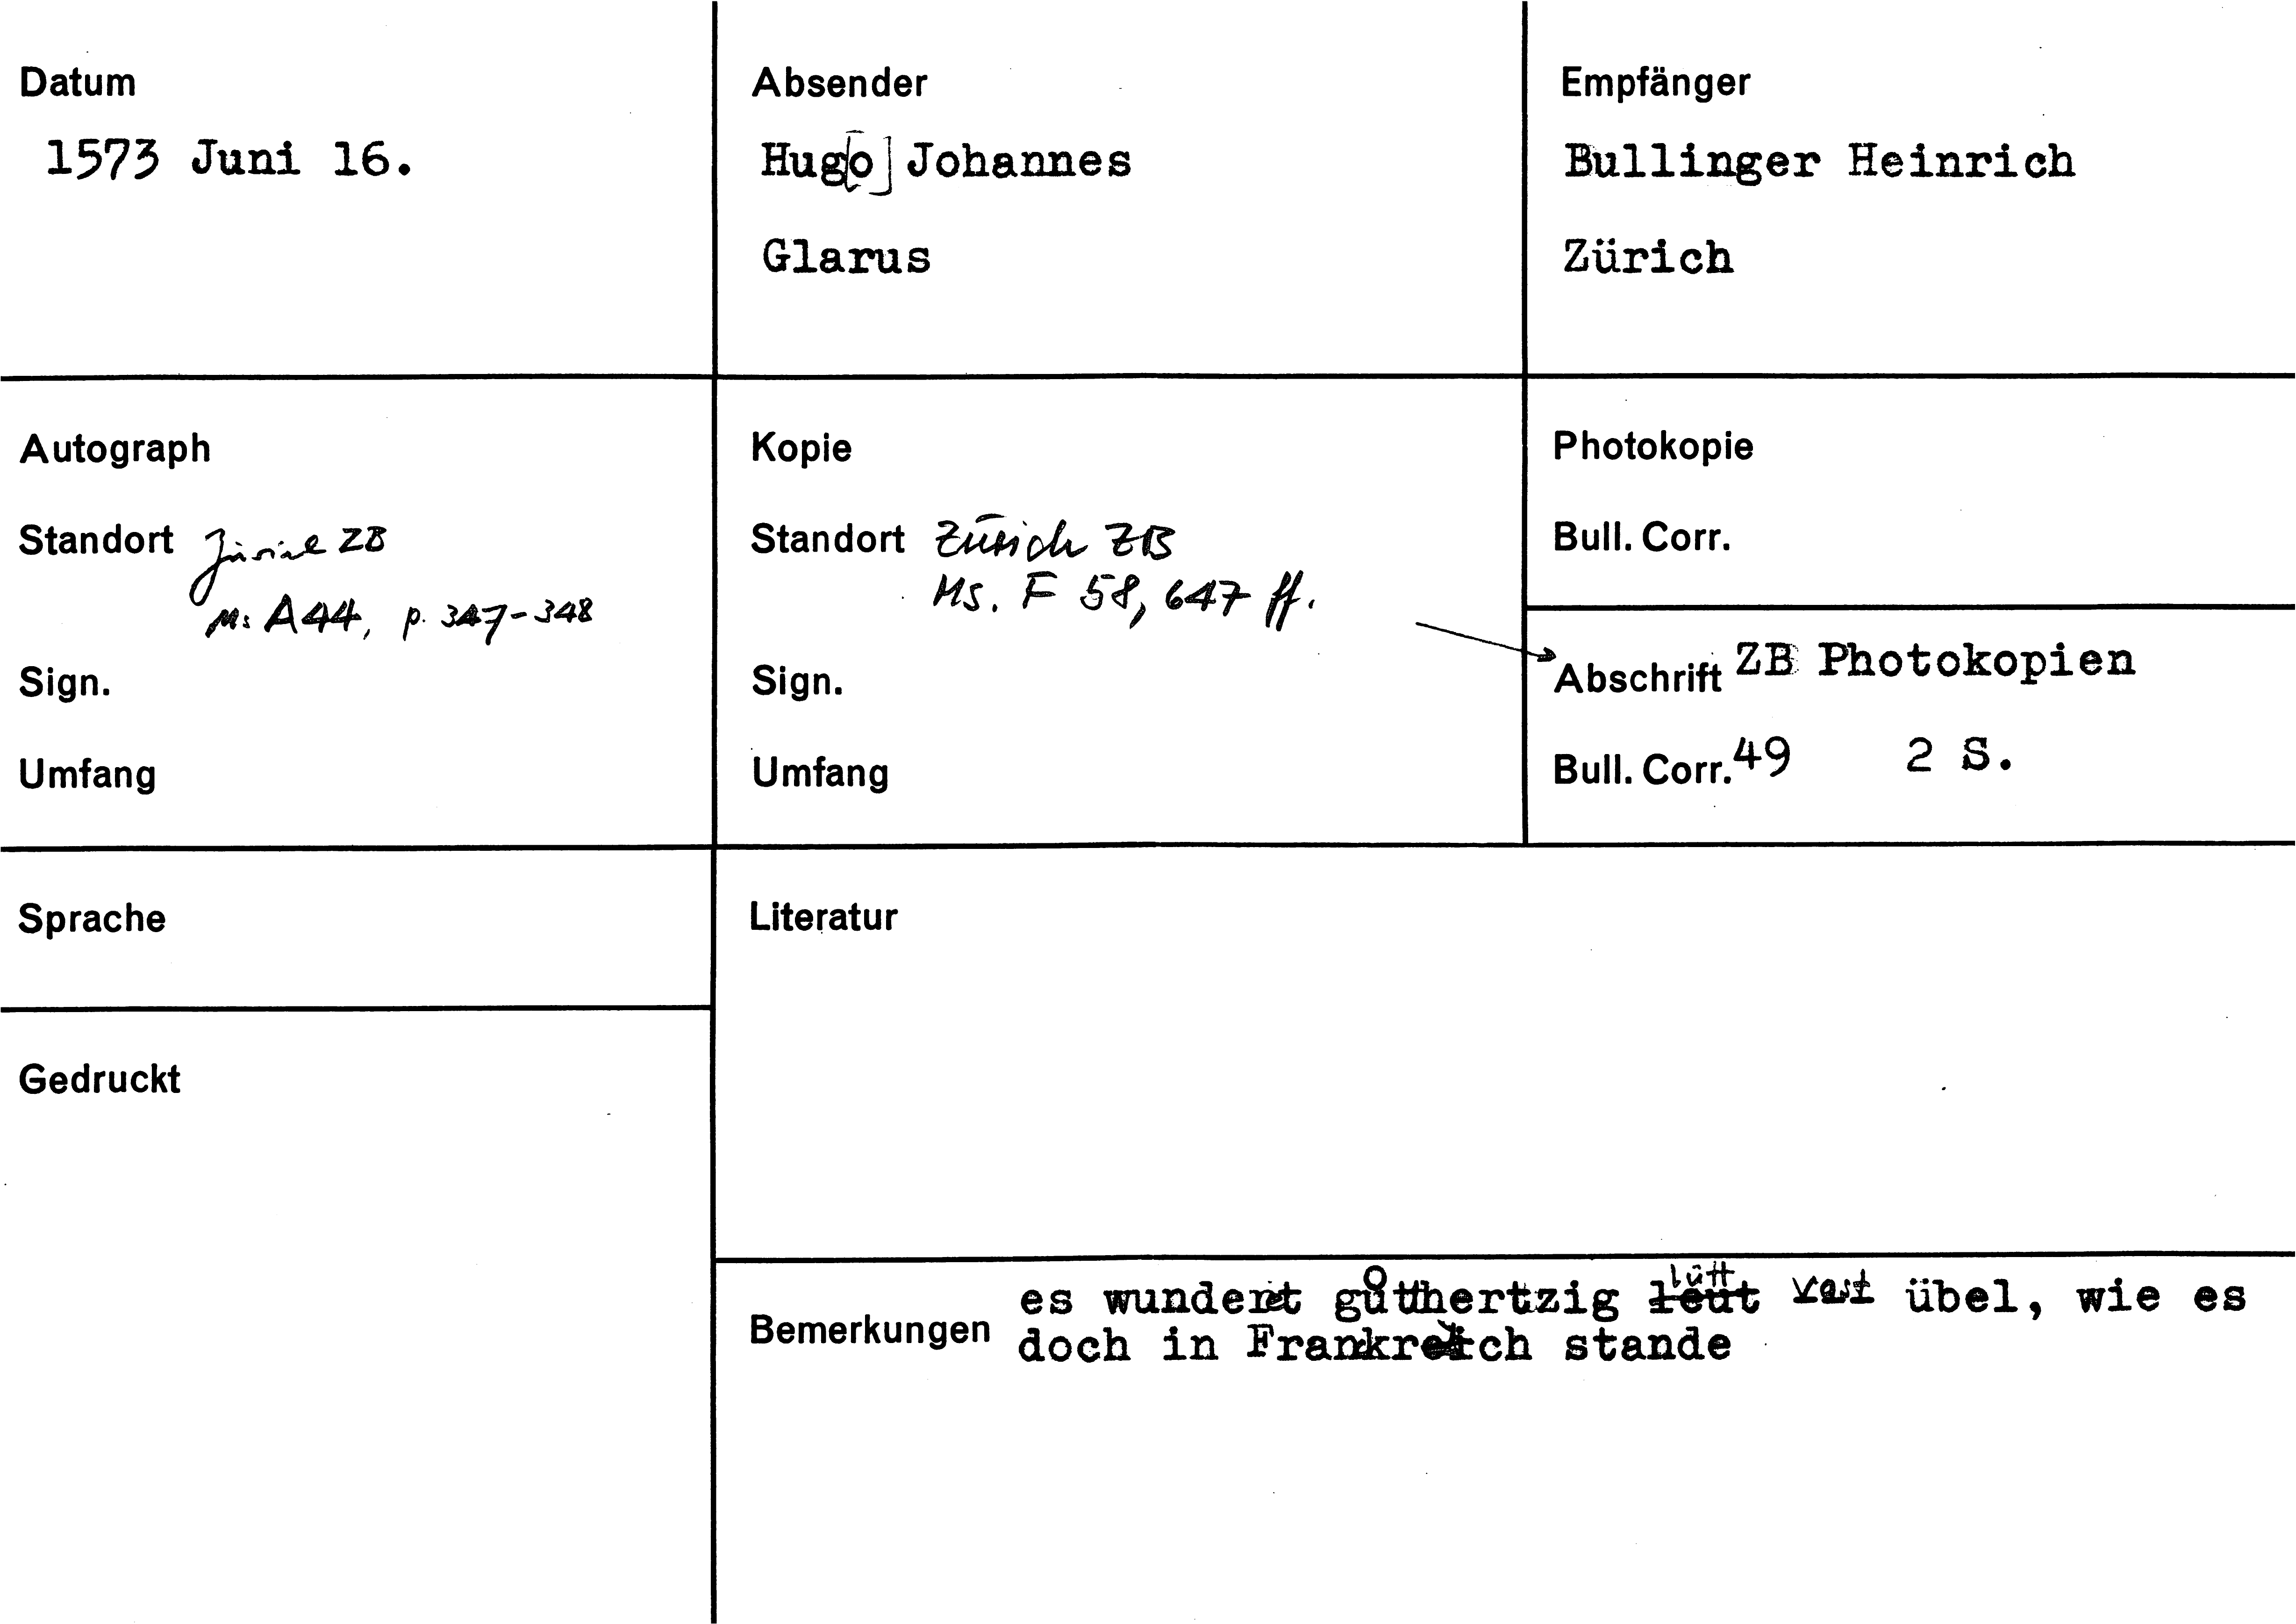 Datum
1573 Juni 16.
Absender
Hug[o] Johannes
Glarus
Empfänger
Bullinger Heinrich
Zürich
Autograph
Standort Zürich ZB
Ms A44, p. 347-348
Sign.
Umfang
Kopie
Standort Zürich ZB
Ms. F 58, 647 ff.
Sign.
Umfang
Photokopie
Bull. Corr.
Abschrift ZB Photokopien
Bull. Corr. 49 2 S.
Sprache
Literatur
Gedruckt
Bemerkungen
lütt
es wundert gůthertzig leut vast übel, wie es
doch in Frankrych stande